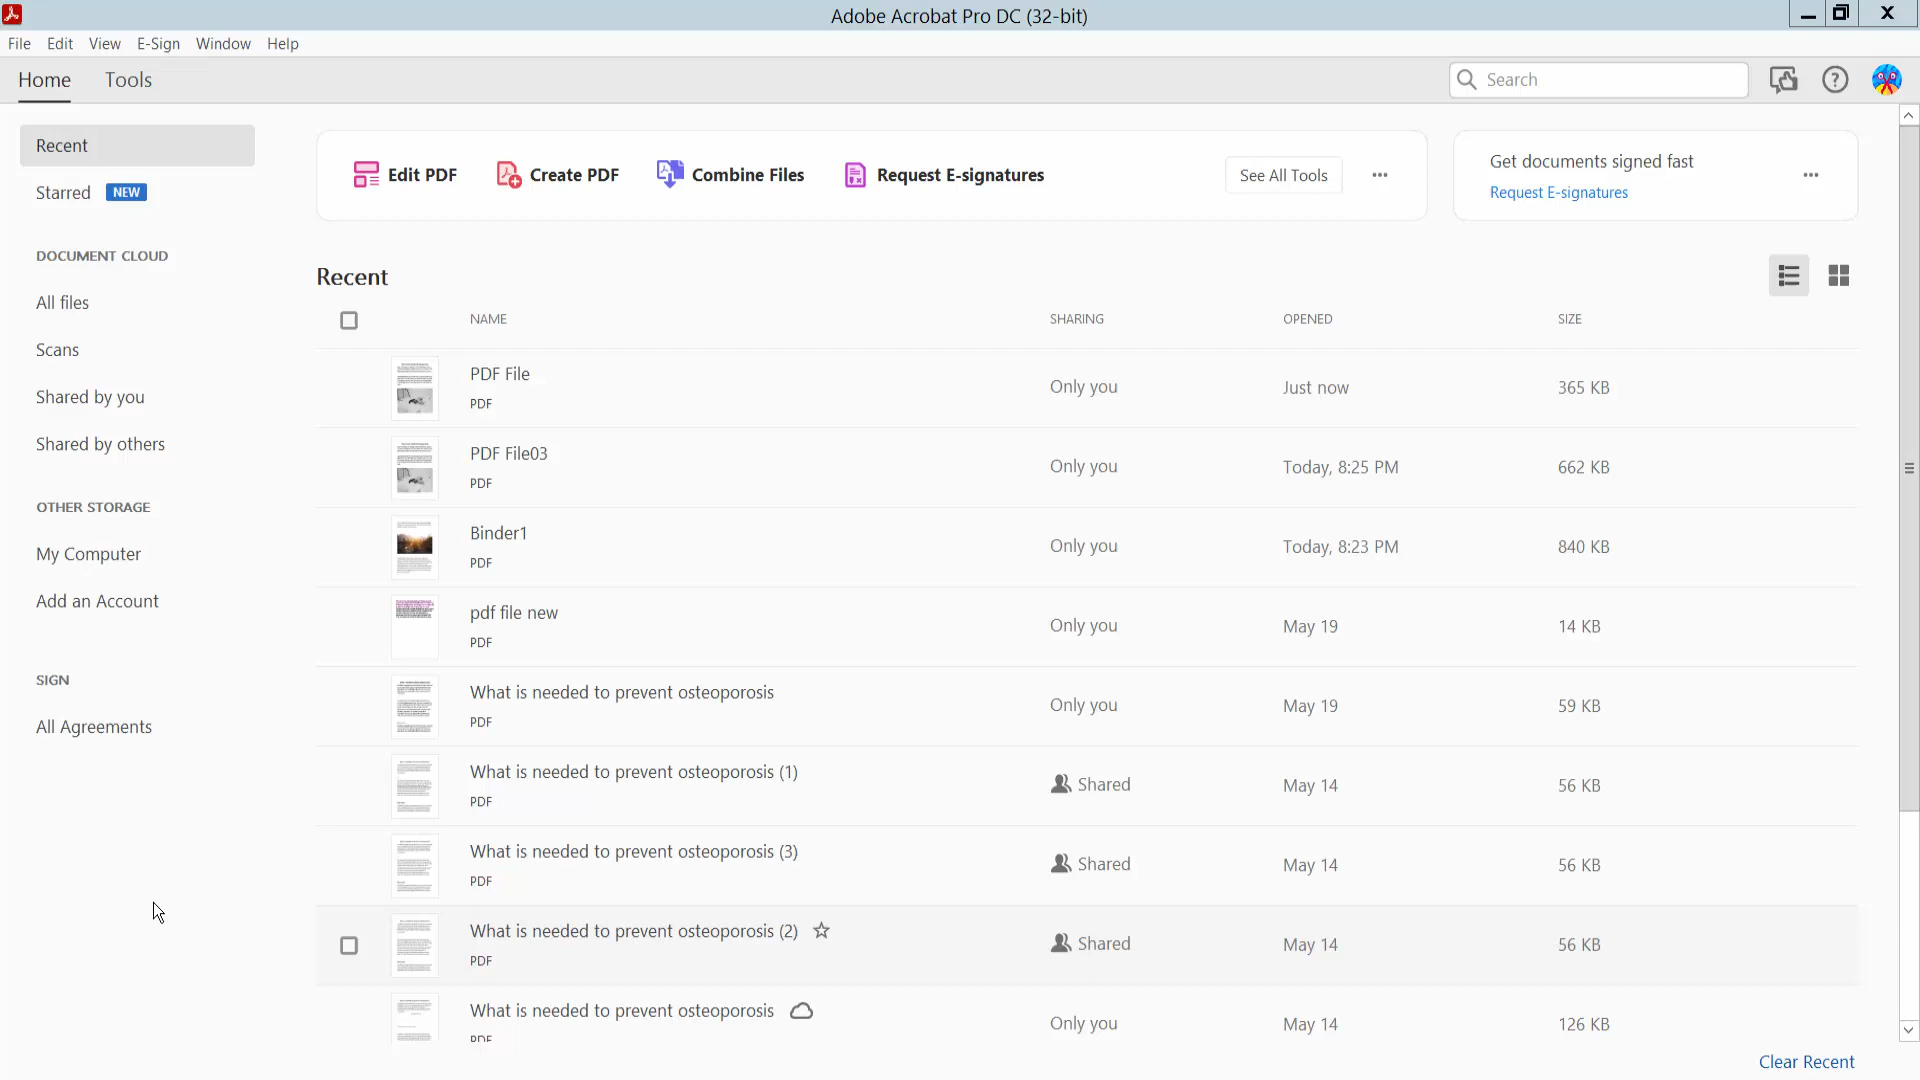 Adobe Acrobat Pro DC (32-bit)
File Edit View E-Sign Window Help
Home Tools
Search
Recent
Starred NEW
DOCUMENT CLOUD
All files
Scans
Shared by you
Shared by others
OTHER STORAGE
My Computer
Add an Account
SIGN
All Agreements
Edit PDF Create PDF Combine Files Request E-signatures See All Tools
Get documents signed fast
Request E-signatures
Recent
NAME SHARING OPENED SIZE
PDF File
PDF
Only you Just now 365 KB
PDF File03
PDF
Only you Today, 8:25 PM 662 KB
Binder1
PDF
Only you Today, 8:23 PM 840 KB
pdf file new
PDF
Only you May 19 14 KB
What is needed to prevent osteoporosis
PDF
Only you May 19 59 KB
What is needed to prevent osteoporosis (1)
PDF
Shared May 14 56 KB
What is needed to prevent osteoporosis (3)
PDF
Shared May 14 56 KB
What is needed to prevent osteoporosis (2)
PDF
Shared May 14 56 KB
What is needed to prevent osteoporosis
PDF
Only you May 14 126 KB
Clear Recent